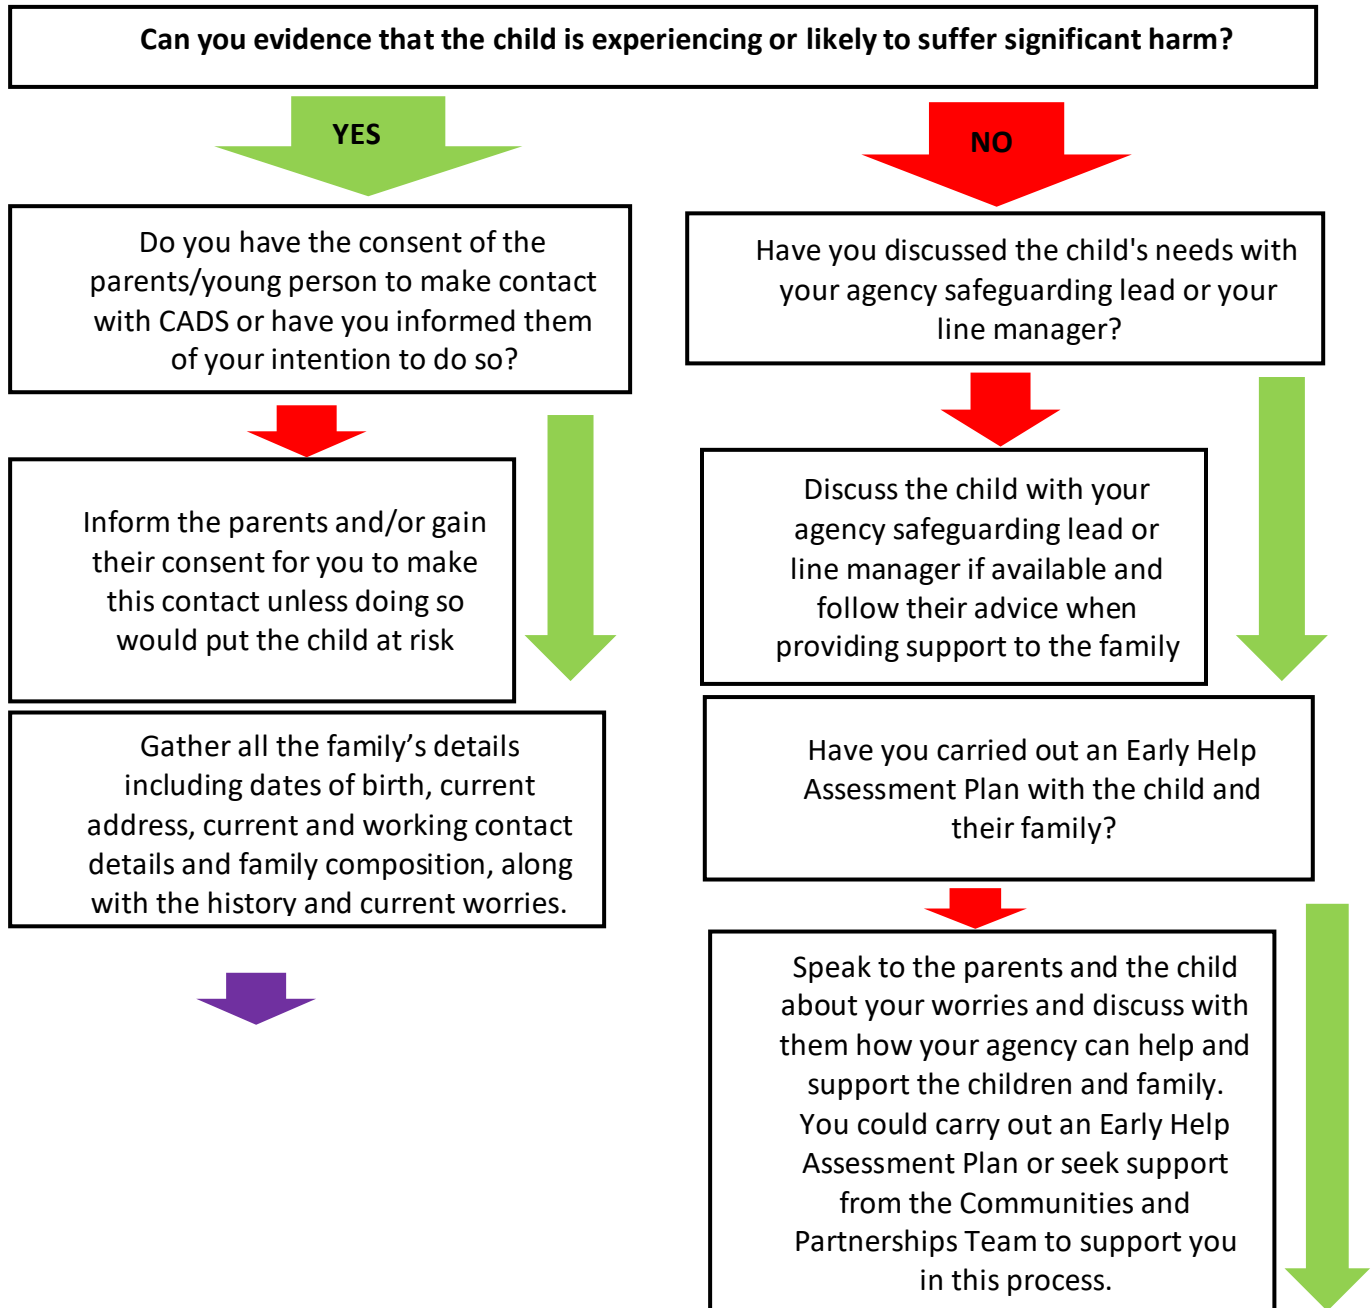 Can you evidence that the child is experiencing or likely to suffer significant harm?
YES
NO
Do you have the consent of the
parents/young person to make contact
with CADS or have you informed them
of your intention to do so?
Have you discussed the child's needs with
your agency safeguarding lead or your
line manager?
Inform the parents and/or gain
their consent for you to make
this contact unless doing so
would put the child at risk
Discuss the child with your
agency safeguarding lead or
line manager if available and
follow their advice when
providing support to the family
Gather all the family’s details
including dates of birth, current
address, current and working contact
details and family composition, along
with the history and current worries.
Have you carried out an Early Help
Assessment Plan with the child and
their family?
Speak to the parents and the child
about your worries and discuss with
them how your agency can help and
support the children and family.
You could carry out an Early Help
Assessment Plan or seek support
from the Communities and
Partnerships Team to support you
in this process.